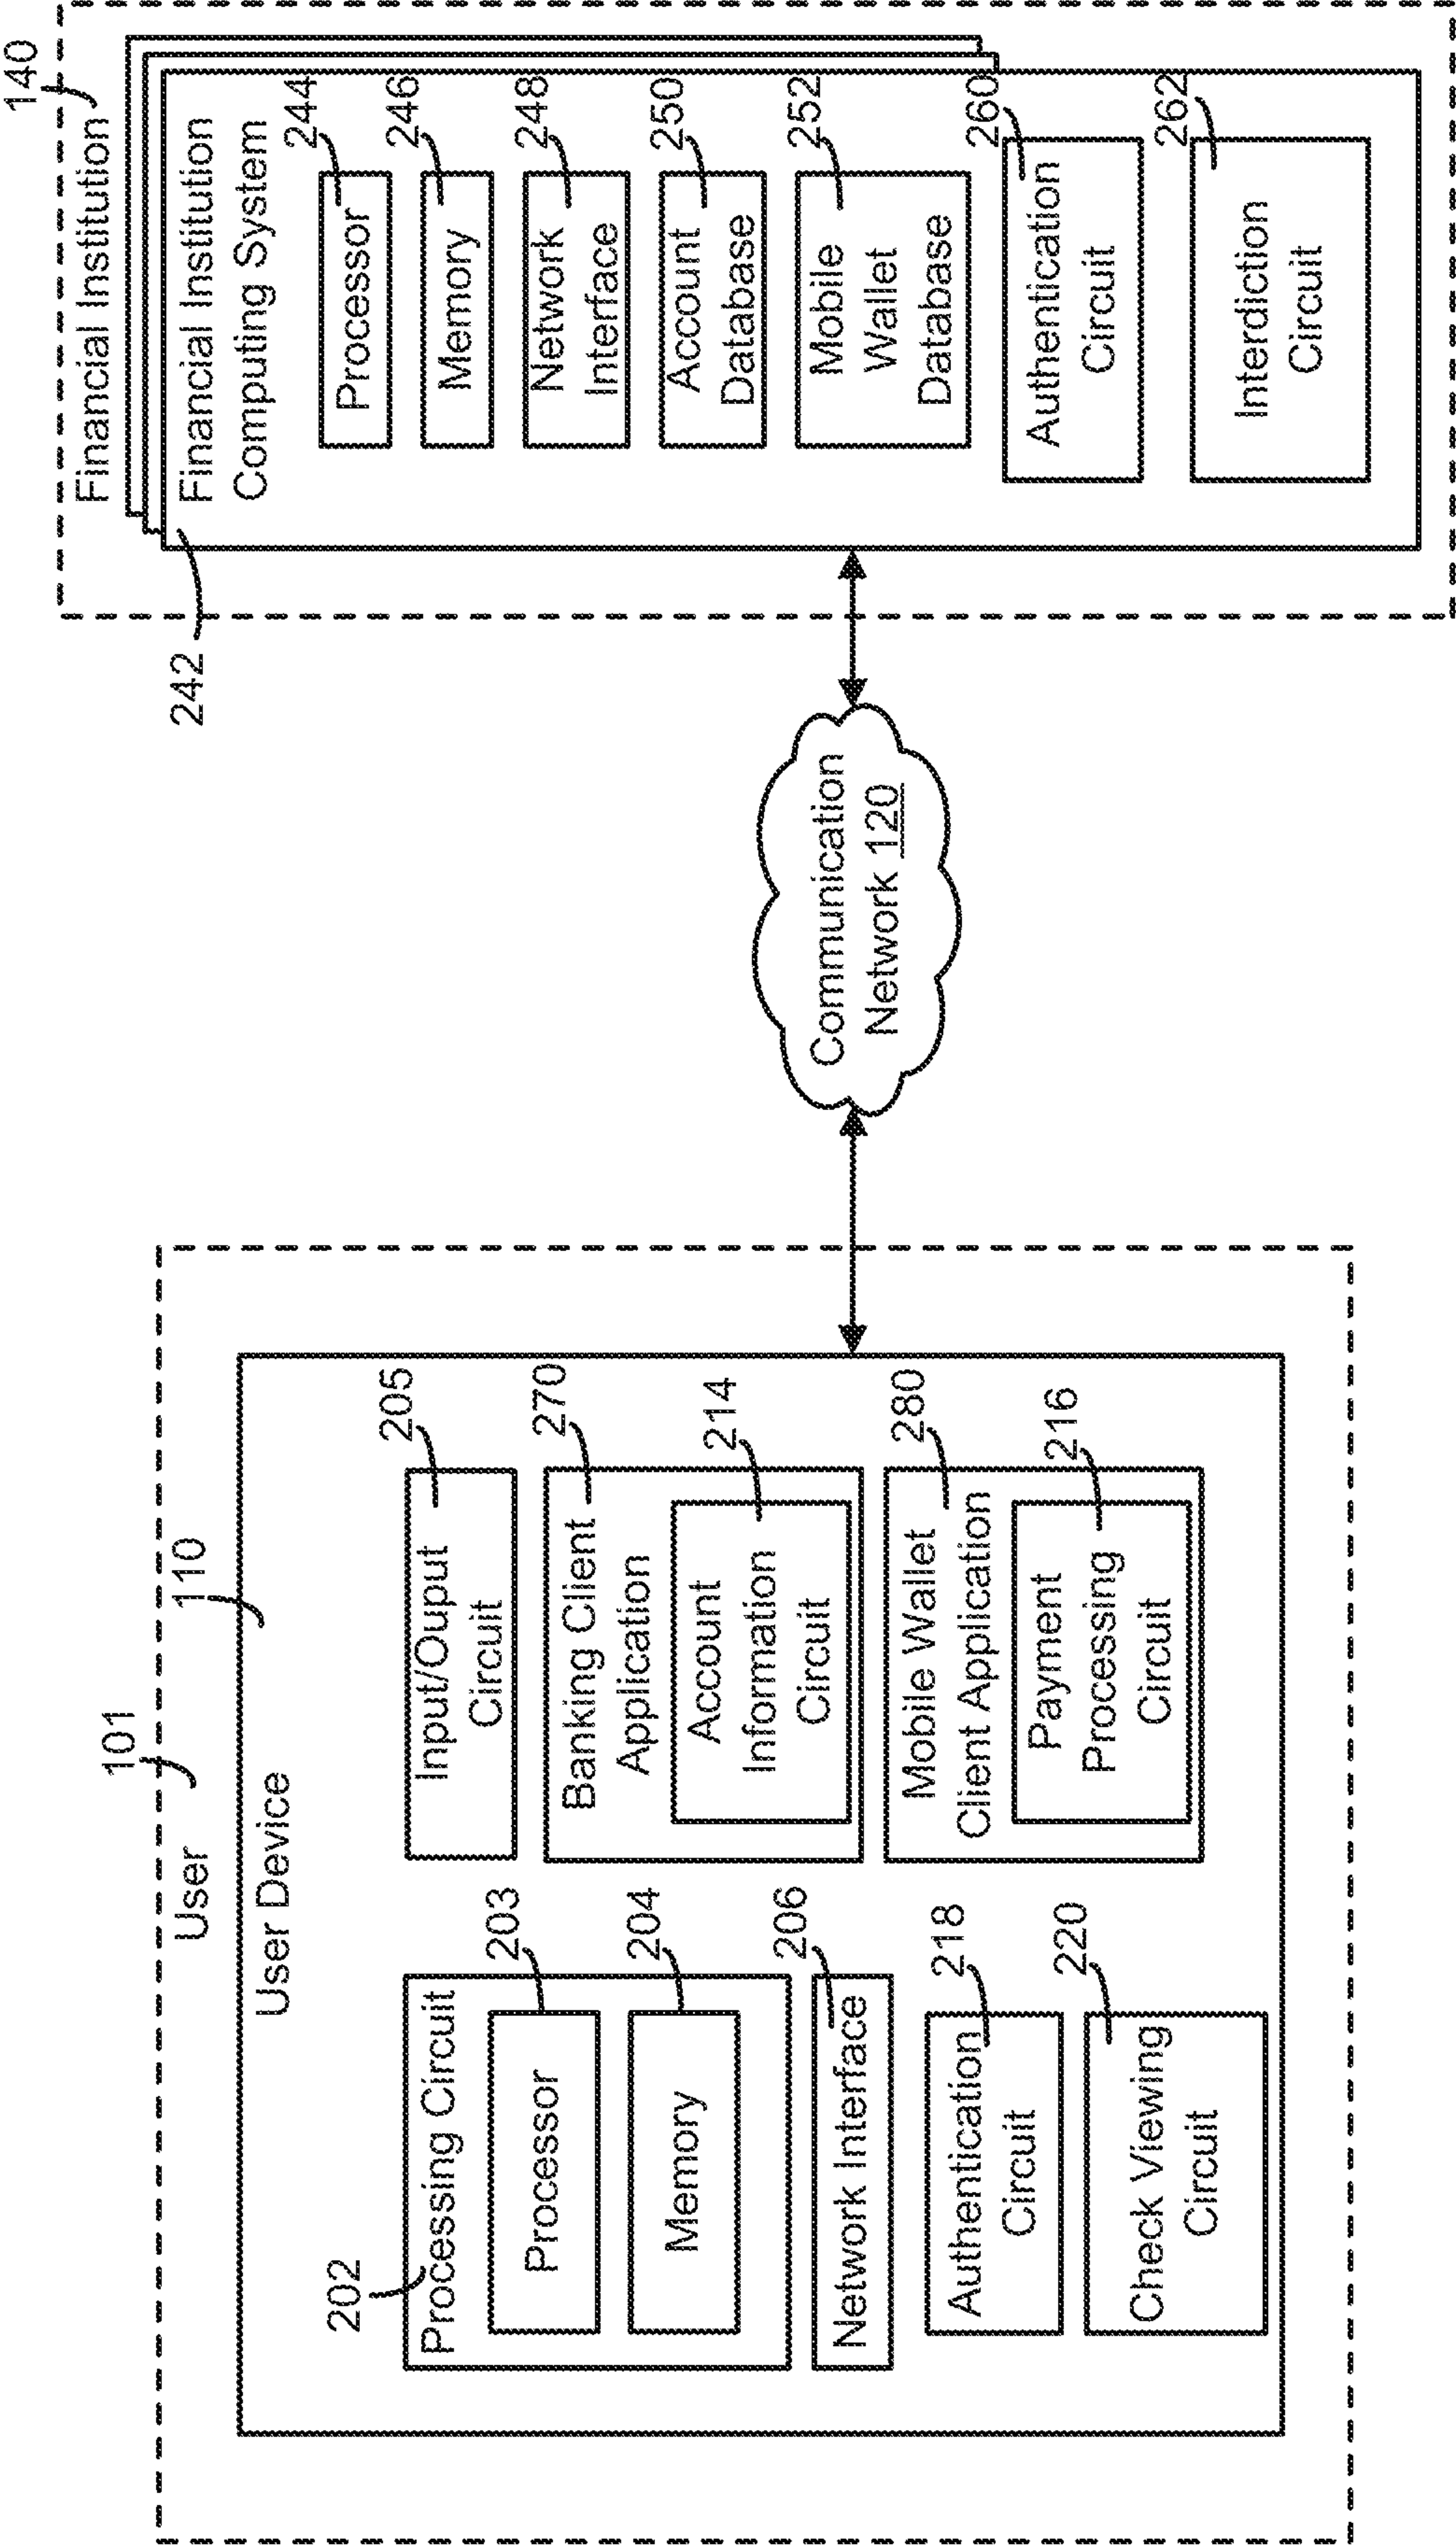 101
User
110
User Device
202
Processing Circuit
203
Processor
204
Memory
206
Network Interface
218
Authentication
Circuit
220
Check Viewing
Circuit
205
Input/Ouput
Circuit
270
Banking Client
Application
214
Account
Information
Circuit
280
Mobile Wallet
Client Application
216
Payment
Processing
Circuit
Communication
Network 120
140
Financial Institution
242
Financial Institution
Computing System
244
Processor
246
Memory
248
Network
Interface
250
Account
Database
252
Mobile
Wallet
Database
260
Authentication
Circuit
262
Interdiction
Circuit